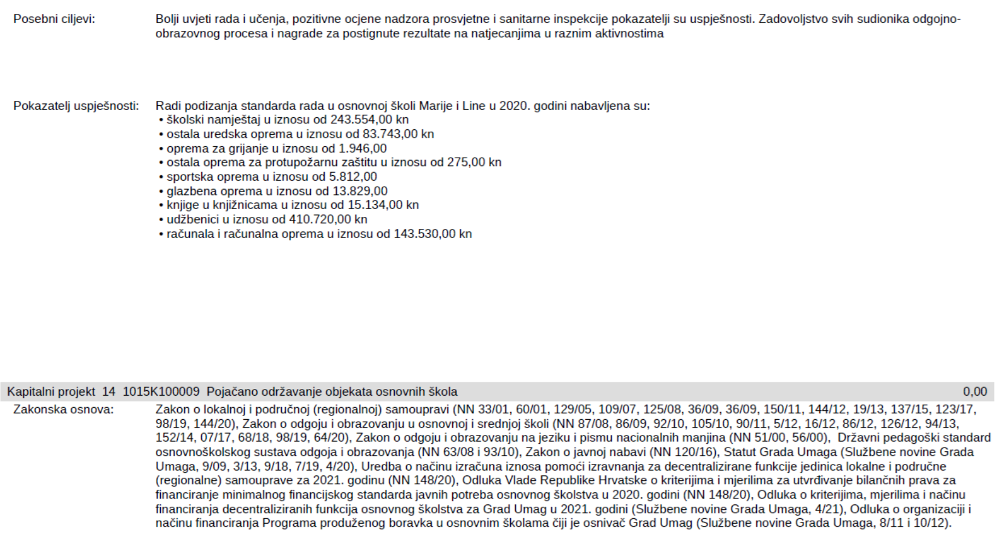 Posebni ciljevi: Bolji uvjeti rada i učenja, pozitivne ocjene nadzora prosvjetne i sanitarne inspekcije pokazatelji su uspješnosti. Zadovoljstvo svih sudionika odgojno-
obrazovnog procesa i nagrade za postignute rezultate na natjecanjima u raznim aktivnostima
Pokazatelj uspješnosti: Radi podizanja standarda rada u osnovnoj školi Marije i Line u 2020. godini nabavljena su:
• školski namještaj u iznosu od 243.554,00 kn
• ostala uredska oprema u iznosu od 83.743,00 kn
• oprema za grijanje u iznosu od 1.946,00
• ostala oprema za protupožarnu zaštitu u iznosu od 275,00 kn
• sportska oprema u iznosu od 5.812,00
• glazbena oprema u iznosu od 13.829,00
• knjige u knjižnicama u iznosu od 15.134,00 kn
• udžbenici u iznosu od 410.720,00 kn
• računala i računalna oprema u iznosu od 143.530,00 kn
Kapitalni projekt 14 1015K100009 Pojačano održavanje objekata osnovnih škola 0,00
Zakonska osnova: Zakon o lokalnoj i područnoj (regionalnoj) samoupravi (NN 33/01, 60/01, 129/05, 109/07, 125/08, 36/09, 36/09, 150/11, 144/12, 19/13, 137/15, 123/17,
98/19, 144/20), Zakon o odgoju i obrazovanju u osnovnoj i srednjoj školi (NN 87/08, 86/09, 92/10, 105/10, 90/11, 5/12, 16/12, 86/12, 126/12, 94/13,
152/14, 07/17, 68/18, 98/19, 64/20), Zakon o odgoju i obrazovanju na jeziku i pismu nacionalnih manjina (NN 51/00, 56/00), Državni pedagoški standard
osnovnoškolskog sustava odgoja i obrazovanja (NN 63/08 i 93/10), Zakon o javnoj nabavi (NN 120/16), Statut Grada Umaga (Službene novine Grada
Umaga, 9/09, 3/13, 9/18, 7/19, 4/20), Uredba o načinu izračuna iznosa pomoći izravnanja za decentralizirane funkcije jedinica lokalne i područne
(regionalne) samouprave za 2021. godinu (NN 148/20), Odluka Vlade Republike Hrvatske o kriterijima i mjerilima za utvrđivanje bilančnih prava za
financiranje minimalnog financijskog standarda javnih potreba osnovnog školstva u 2020. godini (NN 148/20), Odluka o kriterijima, mjerilima i načinu
financiranja decentraliziranih funkcija osnovnog školstva za Grad Umag u 2021. godini (Službene novine Grada Umaga, 4/21), Odluka o organizaciji i
načinu financiranja Programa produženog boravka u osnovnim školama čiji je osnivač Grad Umag (Službene novine Grada Umaga, 8/11 i 10/12).